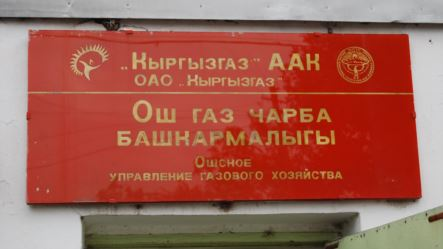 „Кыргызгаз" ААК
ОАО „Кыргызгаз"
Ош газ чарба
башкармалыгы
Ошское
управление газового хозяйства